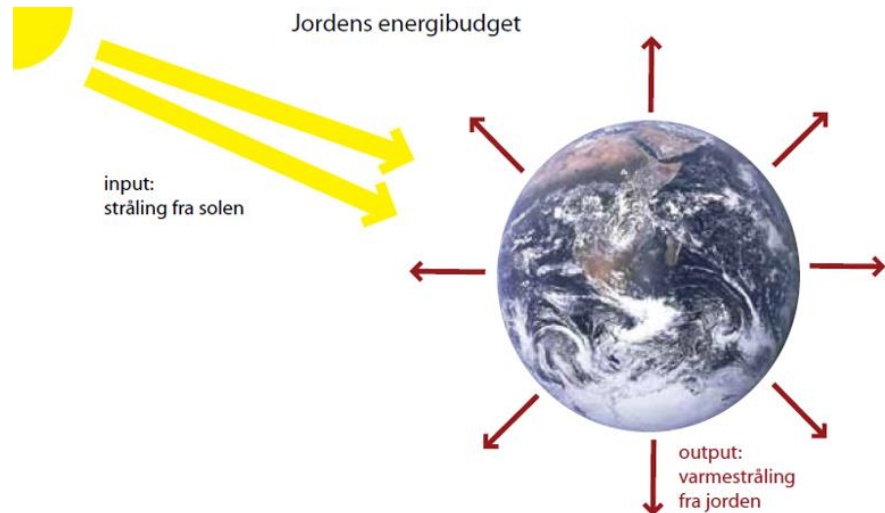 Jordens energibudget
input:
stråling fra solen
output:
varmestråling
fra jorden